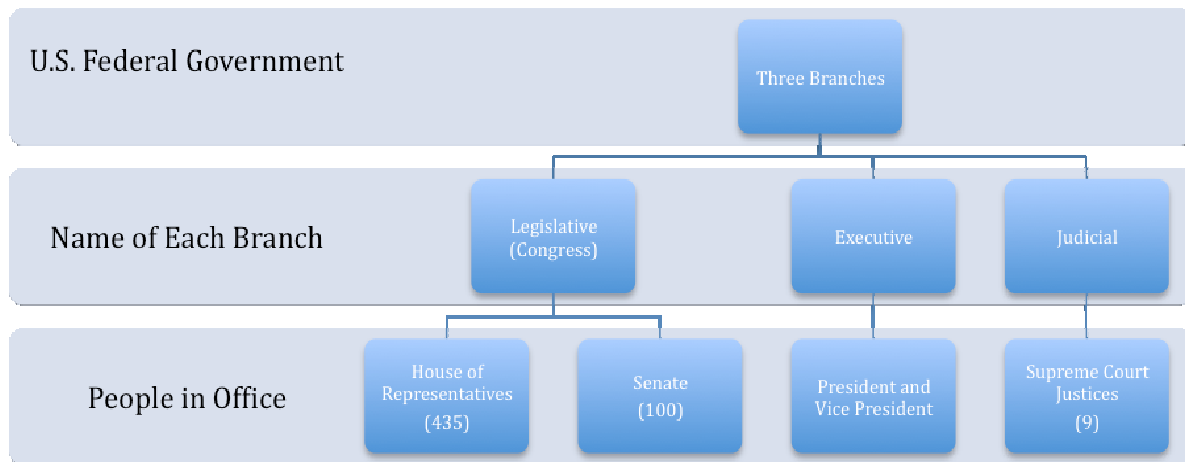 U.S. Federal Government
Three Branches
Name of Each Branch
Legislative
(Congress)
Executive
Judicial
People in Office
House of
Representatives
(435)
Senate
(100)
President and
Vice President
Supreme Court
Justices
(9)